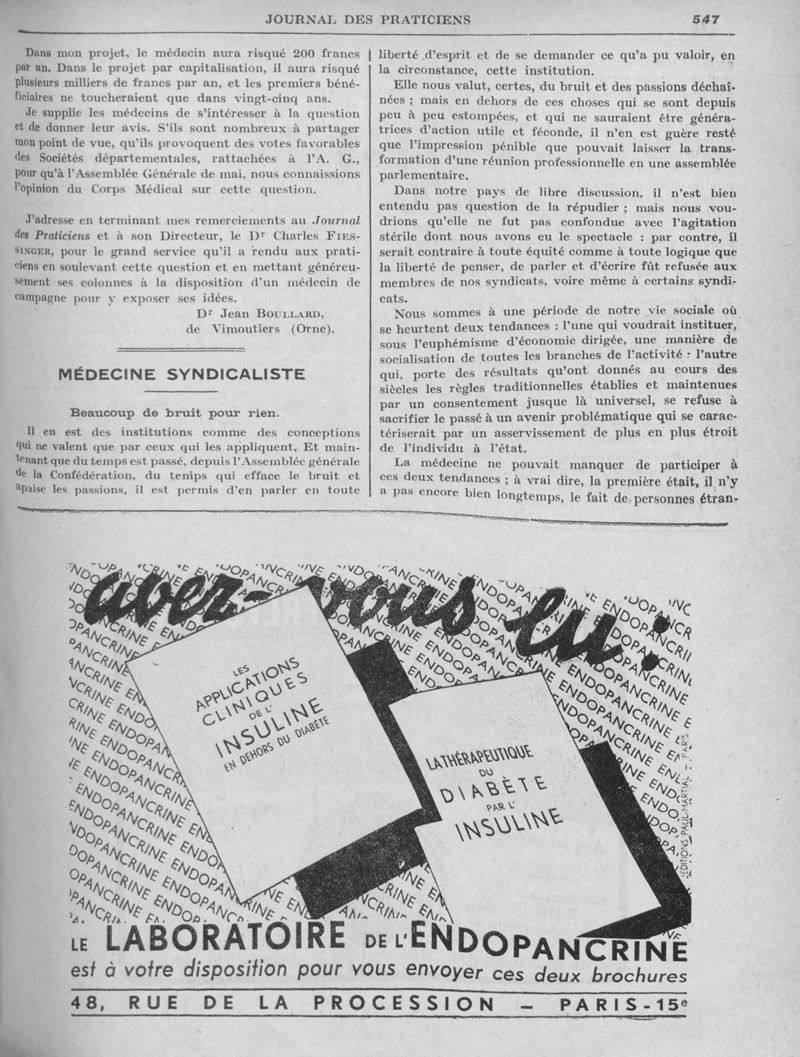 JOURNAL DES PRATICIENS
547
Dans mon projet, le médecin aura risqué 200 francs
par an. Dans le projet par capitalisation, il aura risqué
plusieurs milliers de francs par an, et les premiers béné-
ficiaires ne toucheraient que dans vingt-cinq ans.
Je supplie les médecins de s'intéresser à la question
et de donner leur avis. S'ils sont nombreux à partager
mon point de vue, qu'ils provoquent des votes favorables
des Sociétés départementales, rattachées à l'A. G.,
pour qu'à l'Assemblée Générale de mai, nous connaissions
l'opinion du Corps Médical sur cette question.
J'adresse en terminant mes remerciements au Journal
des Praticiens et à son Directeur, le Dr Charles FIES-
SINGER, pour le grand service qu'il a rendu aux prati-
ciens en soulevant cette question et en mettant généreu-
sement ses colonnes à la disposition d'un médecin de
campagne pour y exposer ses idées.
Dr Jean BOULLARD,
de Vimoutiers (Orne).
MÉDECINE SYNDICALISTE
Beaucoup de bruit pour rien.
Il en est des institutions comme des conceptions
qui ne valent que par ceux qui les appliquent, Et main-
tenant que du temps est passé, depuis l'Assemblée générale
de la Confédération, du temps qui efface le bruit et
apaise les passions, il est permis d'en parler en toute
liberté d'esprit et de se demander ce qu'a pu valoir, en
la circonstance, cette institution.
Elle nous valut, certes, du bruit et des passions déchaî-
nées ; mais en dehors de ces choses qui se sont depuis
peu à peu estompées, et qui ne sauraient être généra-
trices d'action utile et féconde, il n'en est guère resté
que l'impression pénible que pouvait laisser la trans-
formation d'une réunion professionnelle en une assemblée
parlementaire.
Dans notre pays de libre discussion, il n'est bien
entendu pas question de la répudier ; mais nous vou-
drions qu'elle ne fut pas confondue avec l'agitation
stérile dont nous avons eu le spectacle : par contre, il
serait contraire à toute équité comme à toute logique que
la liberté de penser, de parler et d'écrire fût refusée aux
membres de nos syndicats, voire même à certains syndi-
cats.
Nous sommes à une période de notre vie sociale où
se heurtent deux tendances : l'une qui voudrait instituer,
sous l'euphémisme d'économie dirigée, une manière de
socialisation de toutes les branches de l'activité : l'autre
qui, porte des résultats qu'ont donnés au cours des
siècles les règles traditionnelles établies et maintenues
par un consentement jusque là universel, se refuse à
sacrifier le passé à un avenir problématique qui se carac-
tériserait par un asservissement de plus en plus étroit
de l'individu à l'état.
La médecine ne pouvait manquer de participer à
ces deux tendances ; à vrai dire, la première était, il n'y
a pas encore bien longtemps, le fait de personnes étran-
avez-vous lu :
LES
APPLICATIONS
CLINIQUES
DE L'
INSULINE
EN DEHORS DU DIABÈTE
LA THÉRAPEUTIQUE
DU
DIABÈTE
PAR L'
INSULINE
ENDOPANCRINE
LE LABORATOIRE DE L'ENDOPANCRINE
est à votre disposition pour vous envoyer ces deux brochures
48, RUE DE LA PROCESSION – PARIS-15e